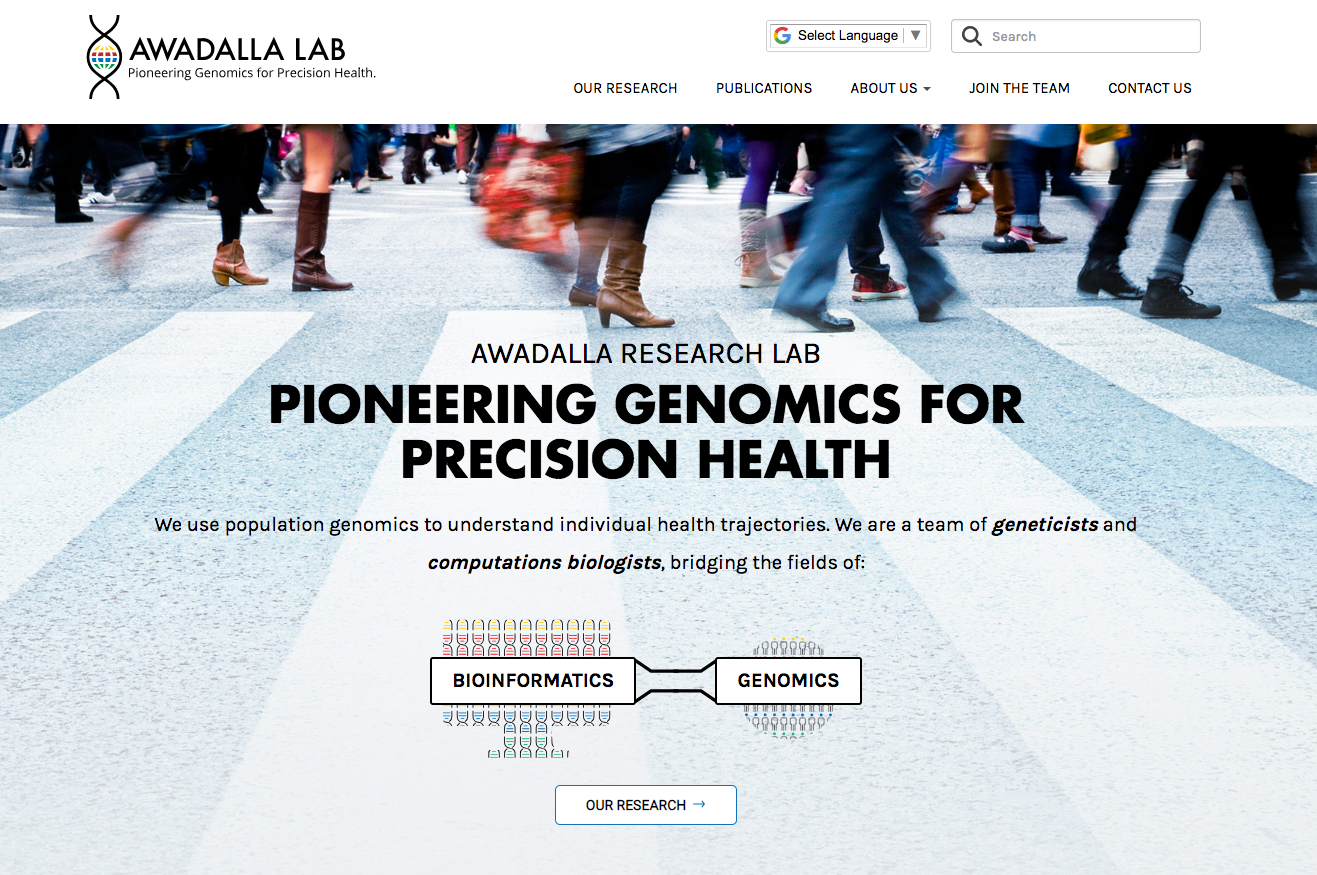 AWADALLA LAB
Pioneering Genomics for Precision Health.
Select Language
Search
OUR RESEARCH
PUBLICATIONS
ABOUT US
JOIN THE TEAM
CONTACT US
AWADALLA RESEARCH LAB
PIONEERING GENOMICS FOR
PRECISION HEALTH
We use population genomics to understand individual health trajectories. We are a team of geneticists and
computations biologists, bridging the fields of:
BIOINFORMATICS
GENOMICS
OUR RESEARCH →